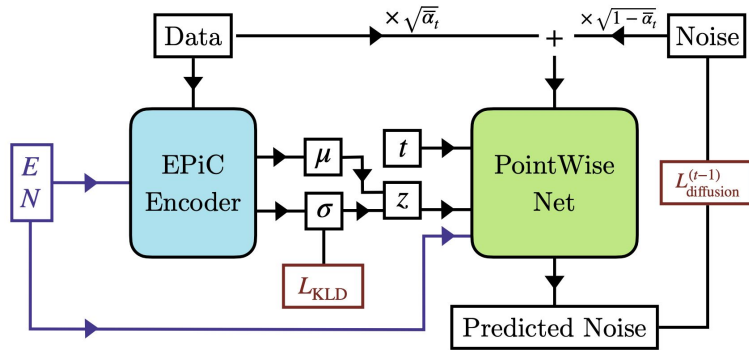 Data
× √ᾱₜ
+
× √1 − ᾱₜ
Noise
E
N
EPiC
Encoder
μ
σ
t
z
PointWise
Net
L_KLD
L^{(t−1)}_{diffusion}
Predicted Noise